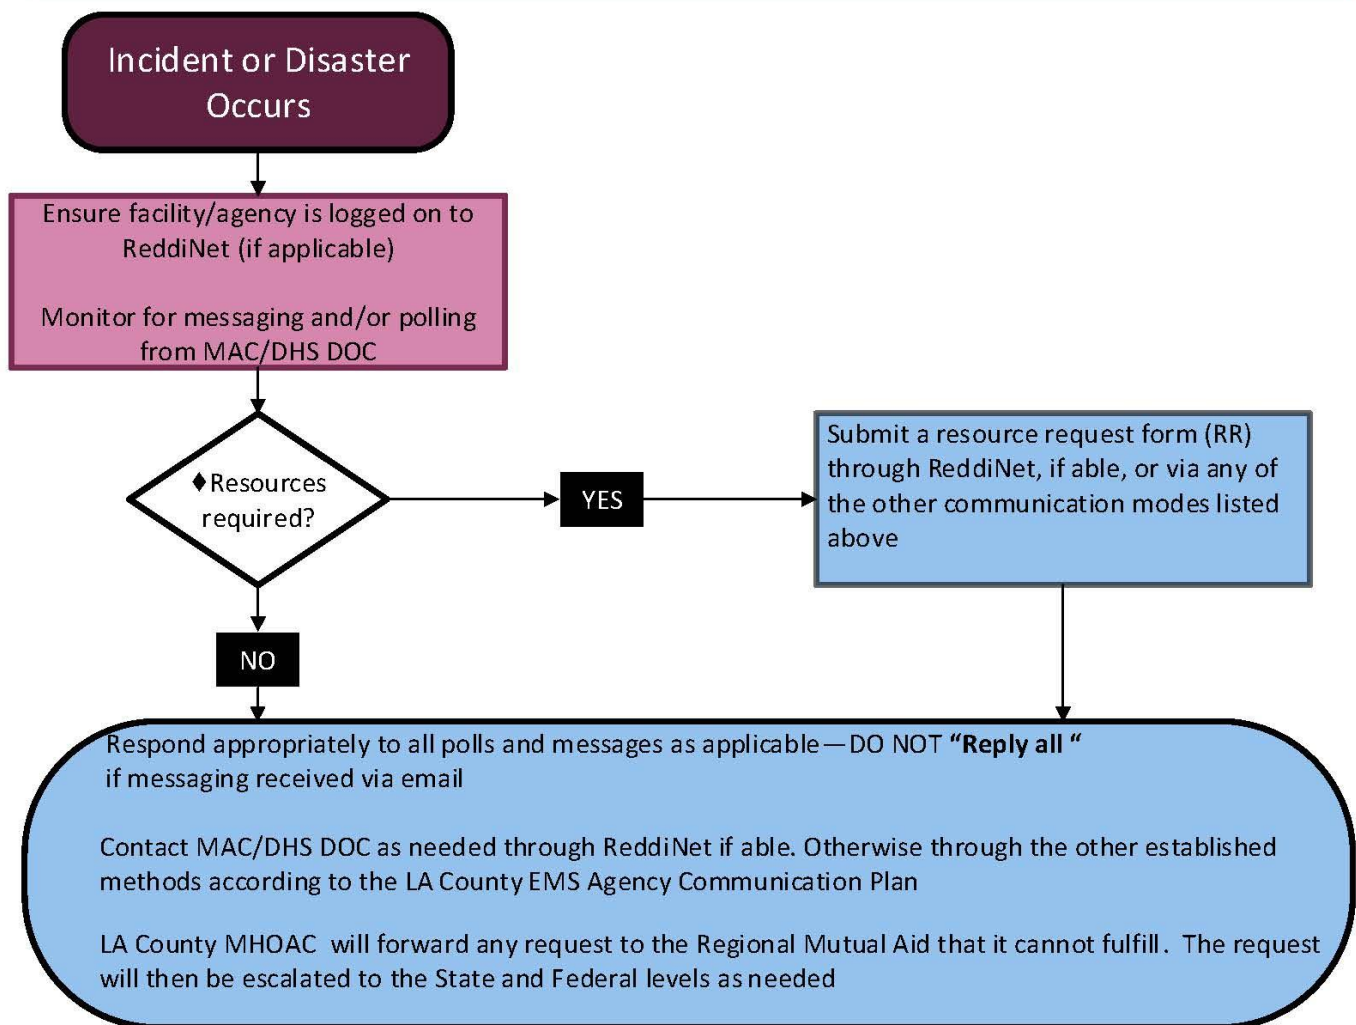 Incident or Disaster
Occurs
Ensure facility/agency is logged on to
ReddiNet (if applicable)
Monitor for messaging and/or polling
from MAC/DHS DOC
♦Resources
required?
YES
Submit a resource request form (RR)
through ReddiNet, if able, or via any of
the other communication modes listed
above
NO
Respond appropriately to all polls and messages as applicable—DO NOT “Reply all “
if messaging received via email
Contact MAC/DHS DOC as needed through ReddiNet if able. Otherwise through the other established
methods according to the LA County EMS Agency Communication Plan
LA County MHOAC  will forward any request to the Regional Mutual Aid that it cannot fulfill.  The request
will then be escalated to the State and Federal levels as needed